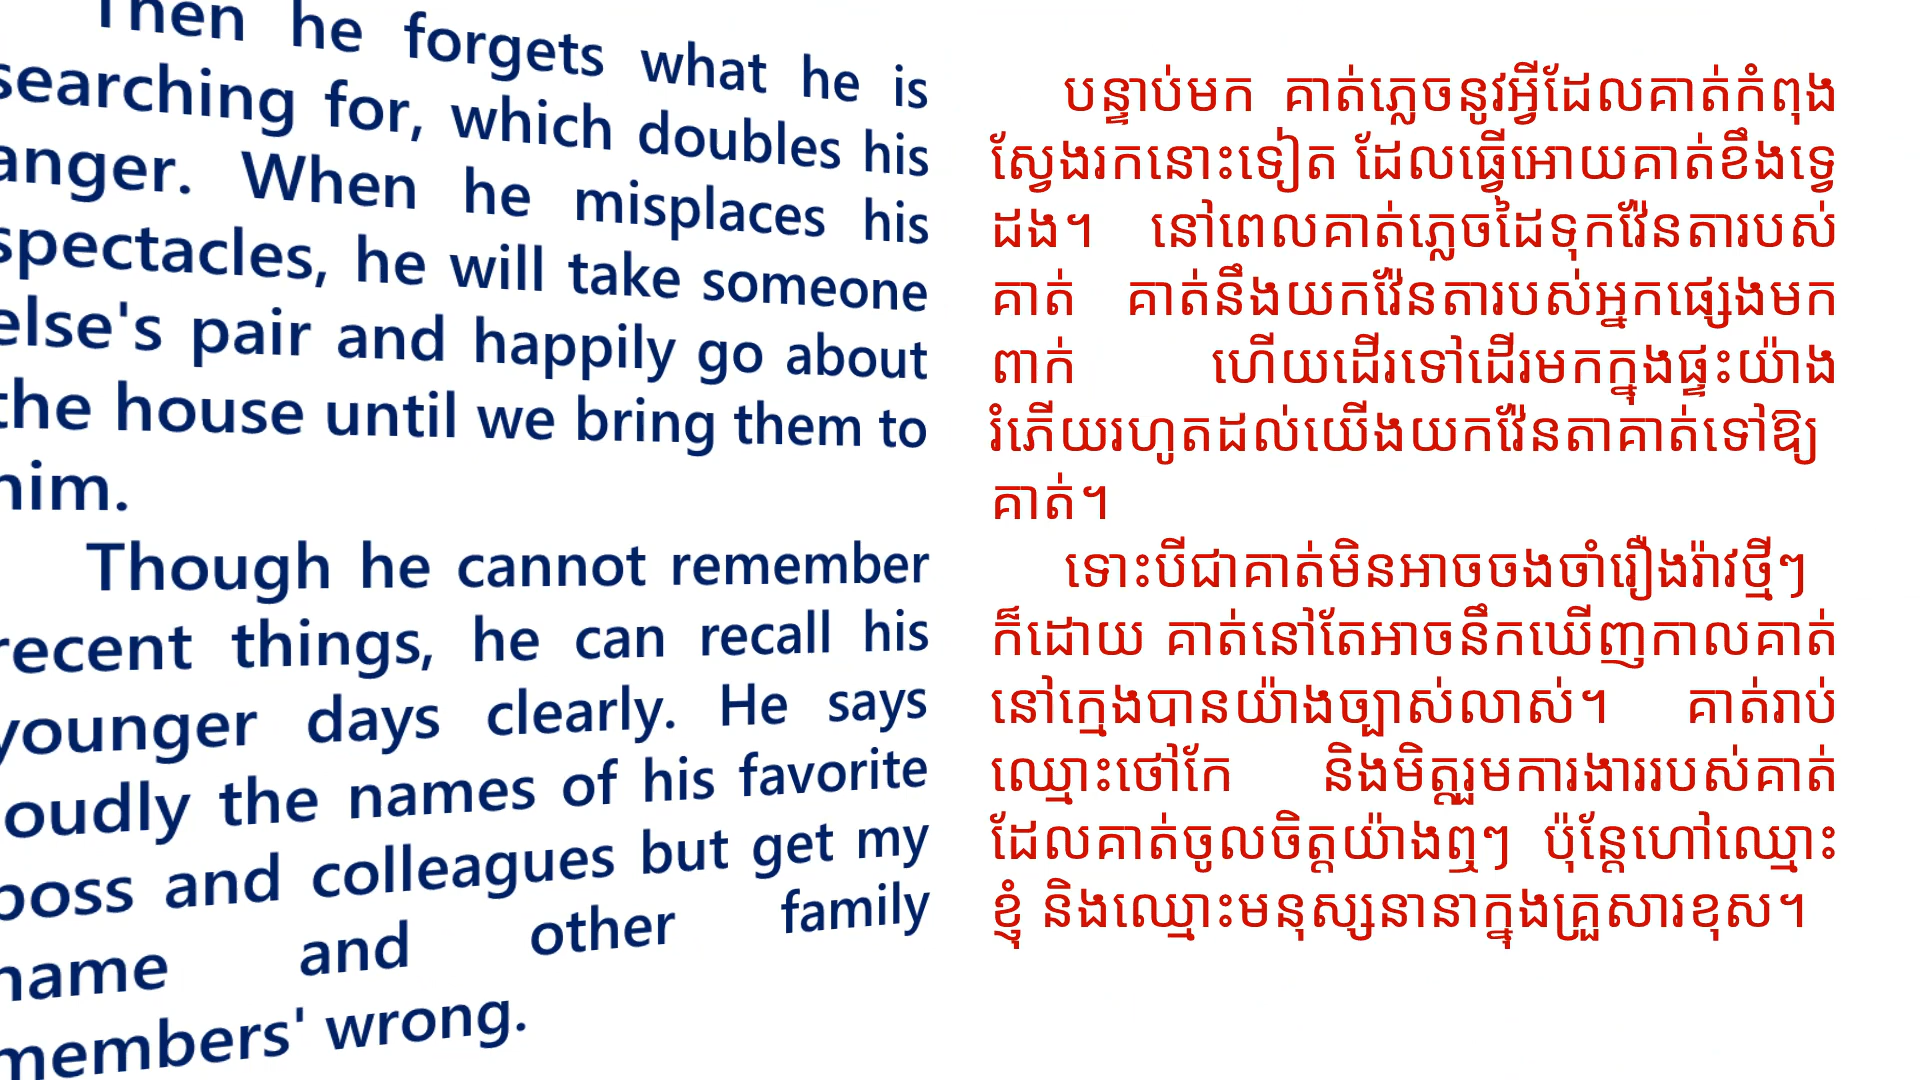 Then he forgets what he is
searching for, which doubles his
anger. When he misplaces his
spectacles, he will take someone
else's pair and happily go about
the house until we bring them to
him.
Though he cannot remember
recent things, he can recall his
younger days clearly. He says
loudly the names of his favorite
boss and colleagues but get my
name and other family
members' wrong.
បន្ទាប់មក គាត់ភ្លេចនូវអ្វីដែលគាត់កំពុង
ស្វែងរកនោះទៀត ដែលធ្វើអោយគាត់ខឹងទ្វេ
ដង។ នៅពេលគាត់ភ្លេចដៃទុកវ៉ែនតារបស់
គាត់ គាត់នឹងយកវ៉ែនតារបស់អ្នកផ្សេងមក
ពាក់ ហើយដើរទៅដើរមកក្នុងផ្ទះយ៉ាង
រំភើយរហូតដល់យើងយកវ៉ែនតាគាត់ទៅឱ្យ
គាត់។
ទោះបីជាគាត់មិនអាចចងចាំរឿងរ៉ាវថ្មីៗ
ក៏ដោយ គាត់នៅតែអាចនឹកឃើញកាលគាត់
នៅក្មេងបានយ៉ាងច្បាស់លាស់។ គាត់រាប់
ឈ្មោះថៅកែ និងមិត្តរួមការងាររបស់គាត់
ដែលគាត់ចូលចិត្តយ៉ាងឮៗ ប៉ុន្តែហៅឈ្មោះ
ខ្ញុំ និងឈ្មោះមនុស្សនានាក្នុងគ្រួសារខុស។